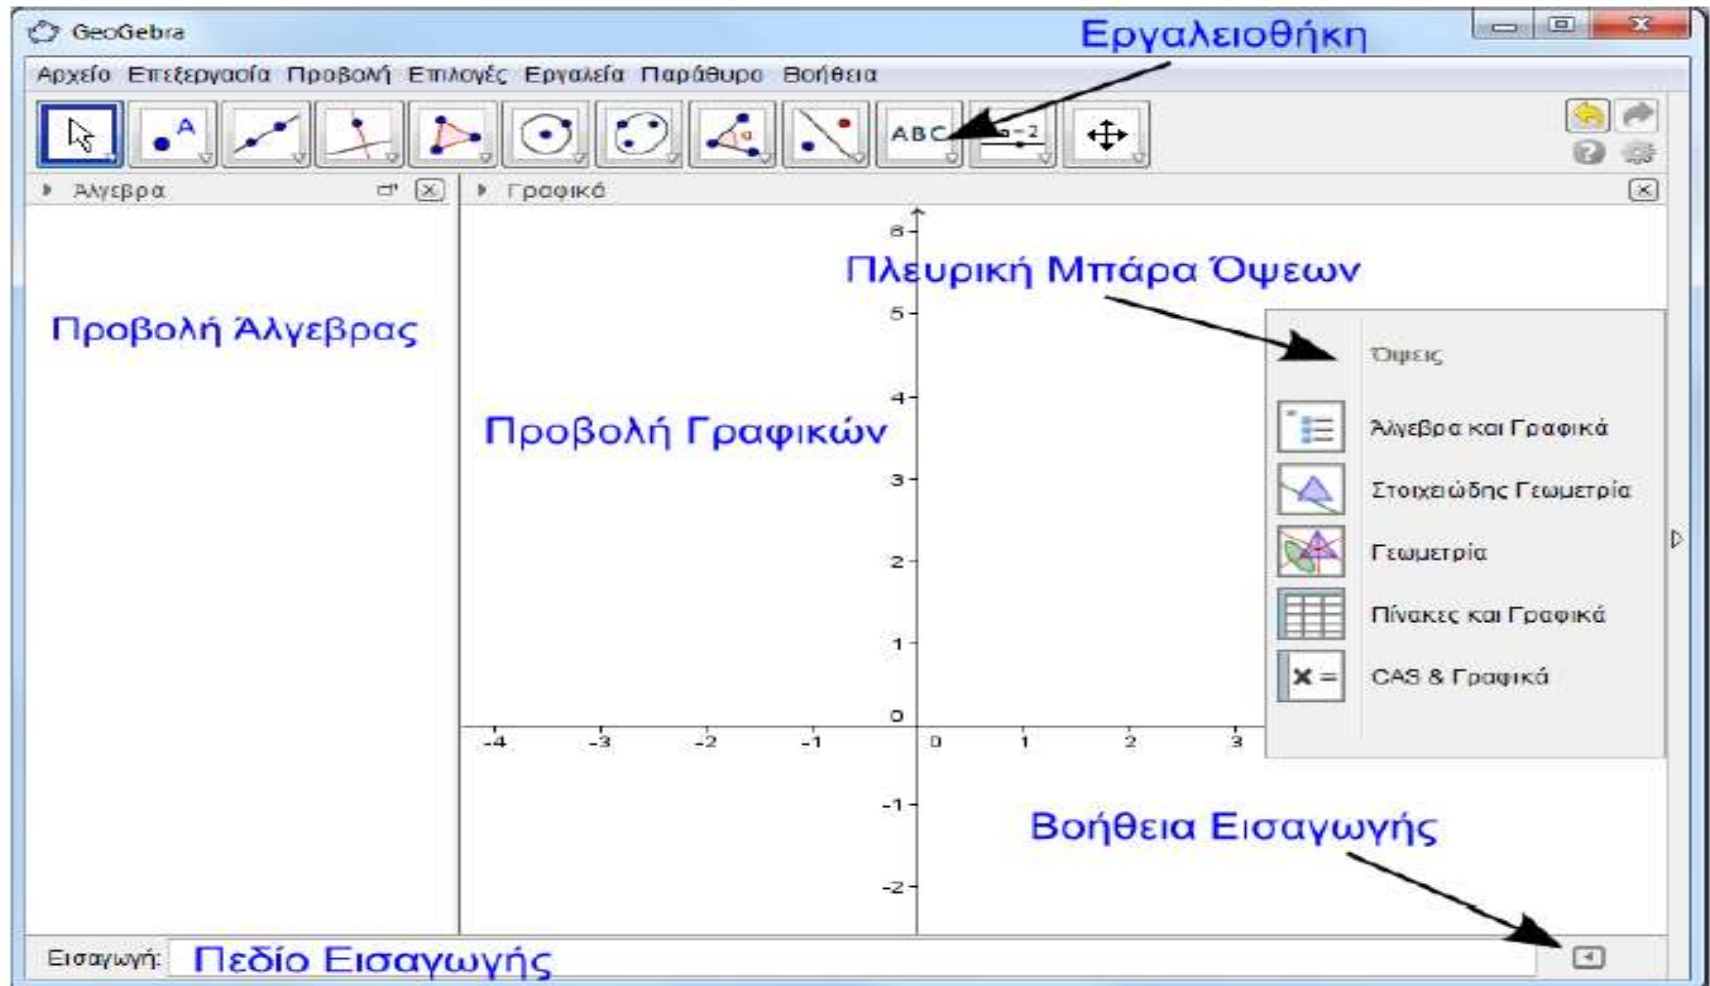 GeoGebra
Εργαλειοθήκη
Αρχείο Επεξεργασία Προβολή Επιλογές Εργαλεία Παράθυρο Βοήθεια
A
α
ABC
a=2
Άλγεβρα
Γραφικά
6
Πλευρική Μπάρα Όψεων
5
Προβολή Άλγεβρας
Όψεις
4
Προβολή Γραφικών
Άλγεβρα και Γραφικά
3
Στοιχειώδης Γεωμετρία
2
Γεωμετρία
1
Πίνακες και Γραφικά
x =
CAS & Γραφικά
0
-4 -3 -2 -1 0 1 2 3
-1
Βοήθεια Εισαγωγής
-2
Εισαγωγή: Πεδίο Εισαγωγής